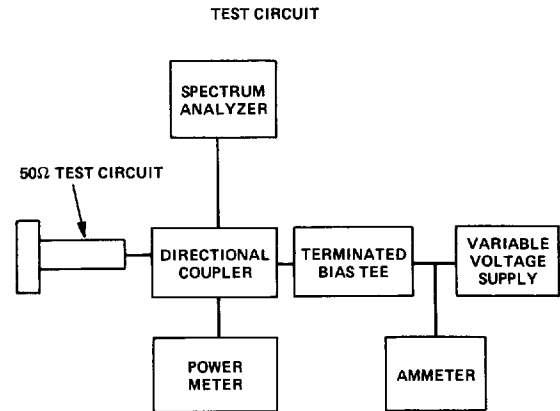 TEST CIRCUIT
SPECTRUM
ANALYZER
50Ω TEST CIRCUIT
DIRECTIONAL
COUPLER
TERMINATED
BIAS TEE
VARIABLE
VOLTAGE
SUPPLY
POWER
METER
AMMETER